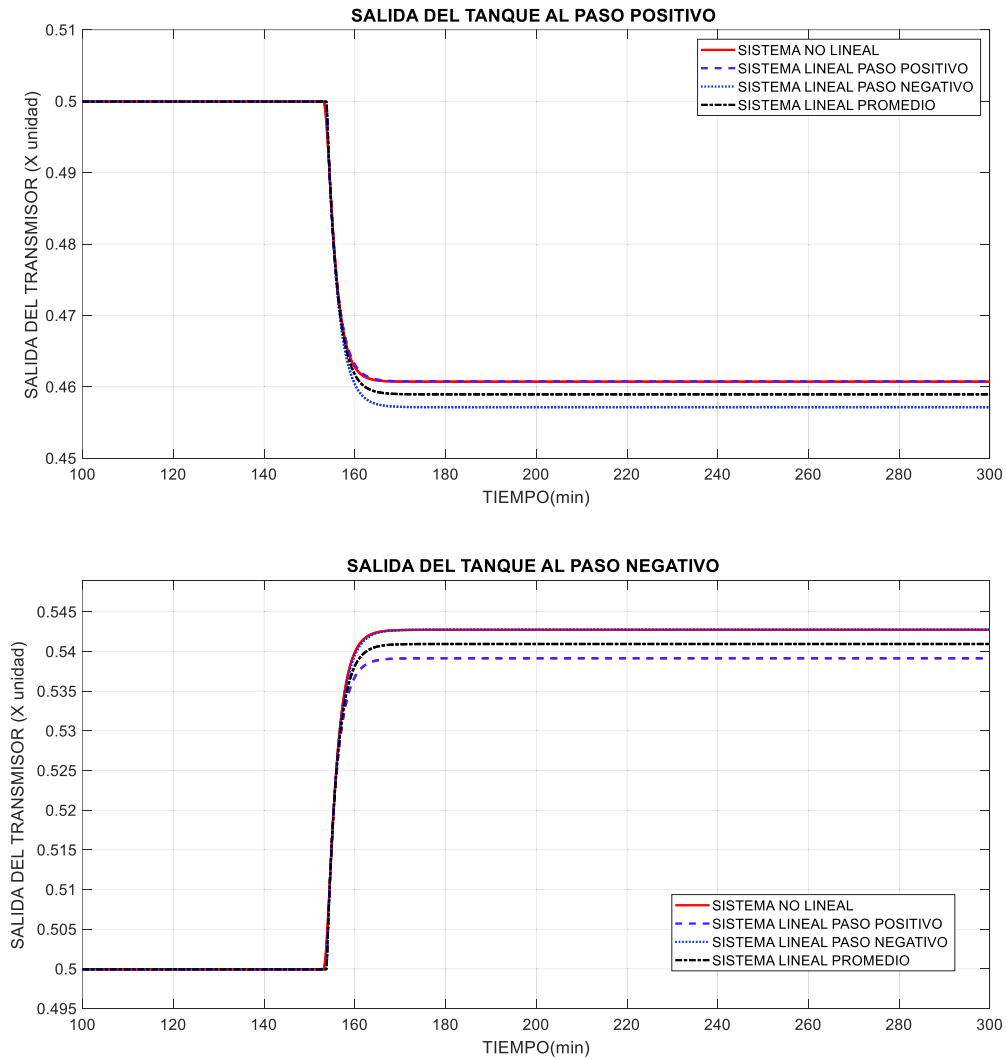 SALIDA DEL TANQUE AL PASO POSITIVO
0.51
0.5
0.49
0.48
0.47
0.46
0.45
SALIDA DEL TRANSMISOR (X unidad)
SISTEMA NO LINEAL
SISTEMA LINEAL PASO POSITIVO
SISTEMA LINEAL PASO NEGATIVO
SISTEMA LINEAL PROMEDIO
100 120 140 160 180 200 220 240 260 280 300
TIEMPO(min)
SALIDA DEL TANQUE AL PASO NEGATIVO
0.545
0.54
0.535
0.53
0.525
0.52
0.515
0.51
0.505
0.5
0.495
SALIDA DEL TRANSMISOR (X unidad)
SISTEMA NO LINEAL
SISTEMA LINEAL PASO POSITIVO
SISTEMA LINEAL PASO NEGATIVO
SISTEMA LINEAL PROMEDIO
100 120 140 160 180 200 220 240 260 280 300
TIEMPO(min)